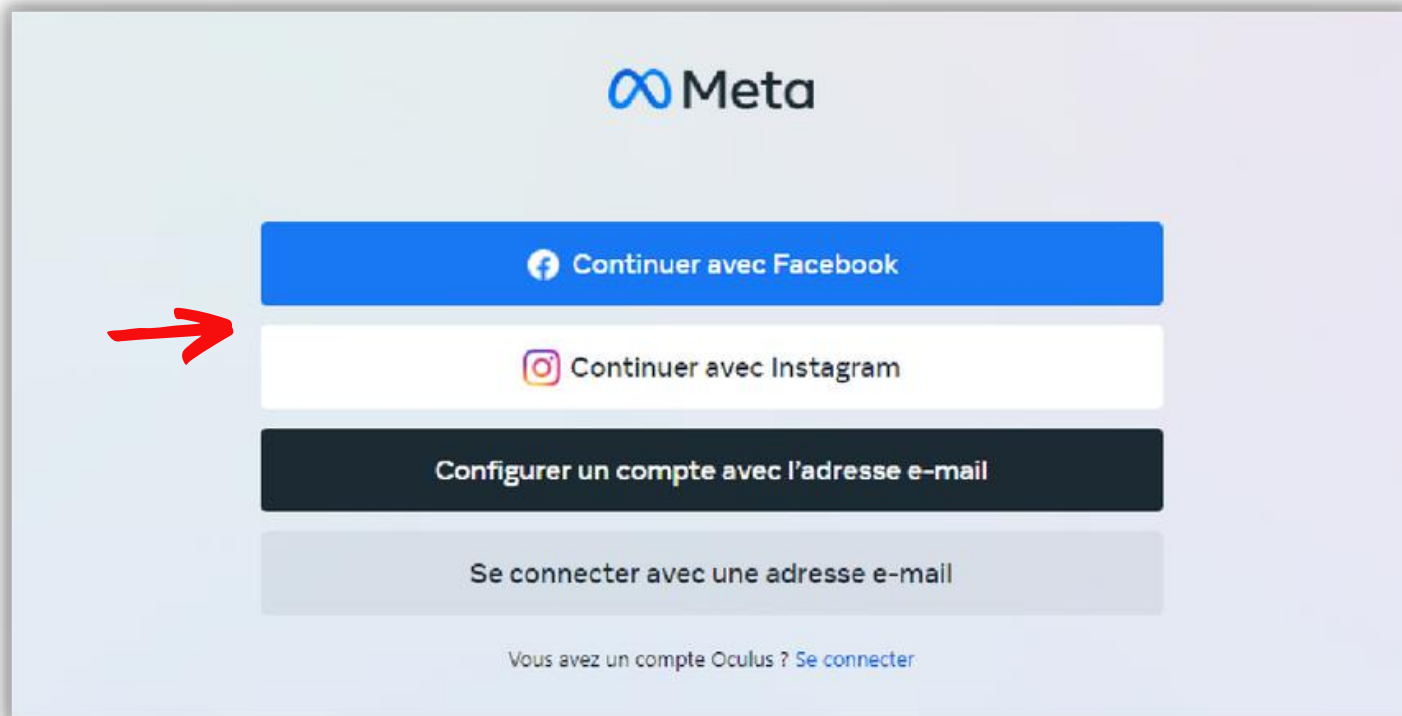 Meta
Continuer avec Facebook
Continuer avec Instagram
Configurer un compte avec l’adresse e-mail
Se connecter avec une adresse e-mail
Vous avez un compte Oculus ? Se connecter